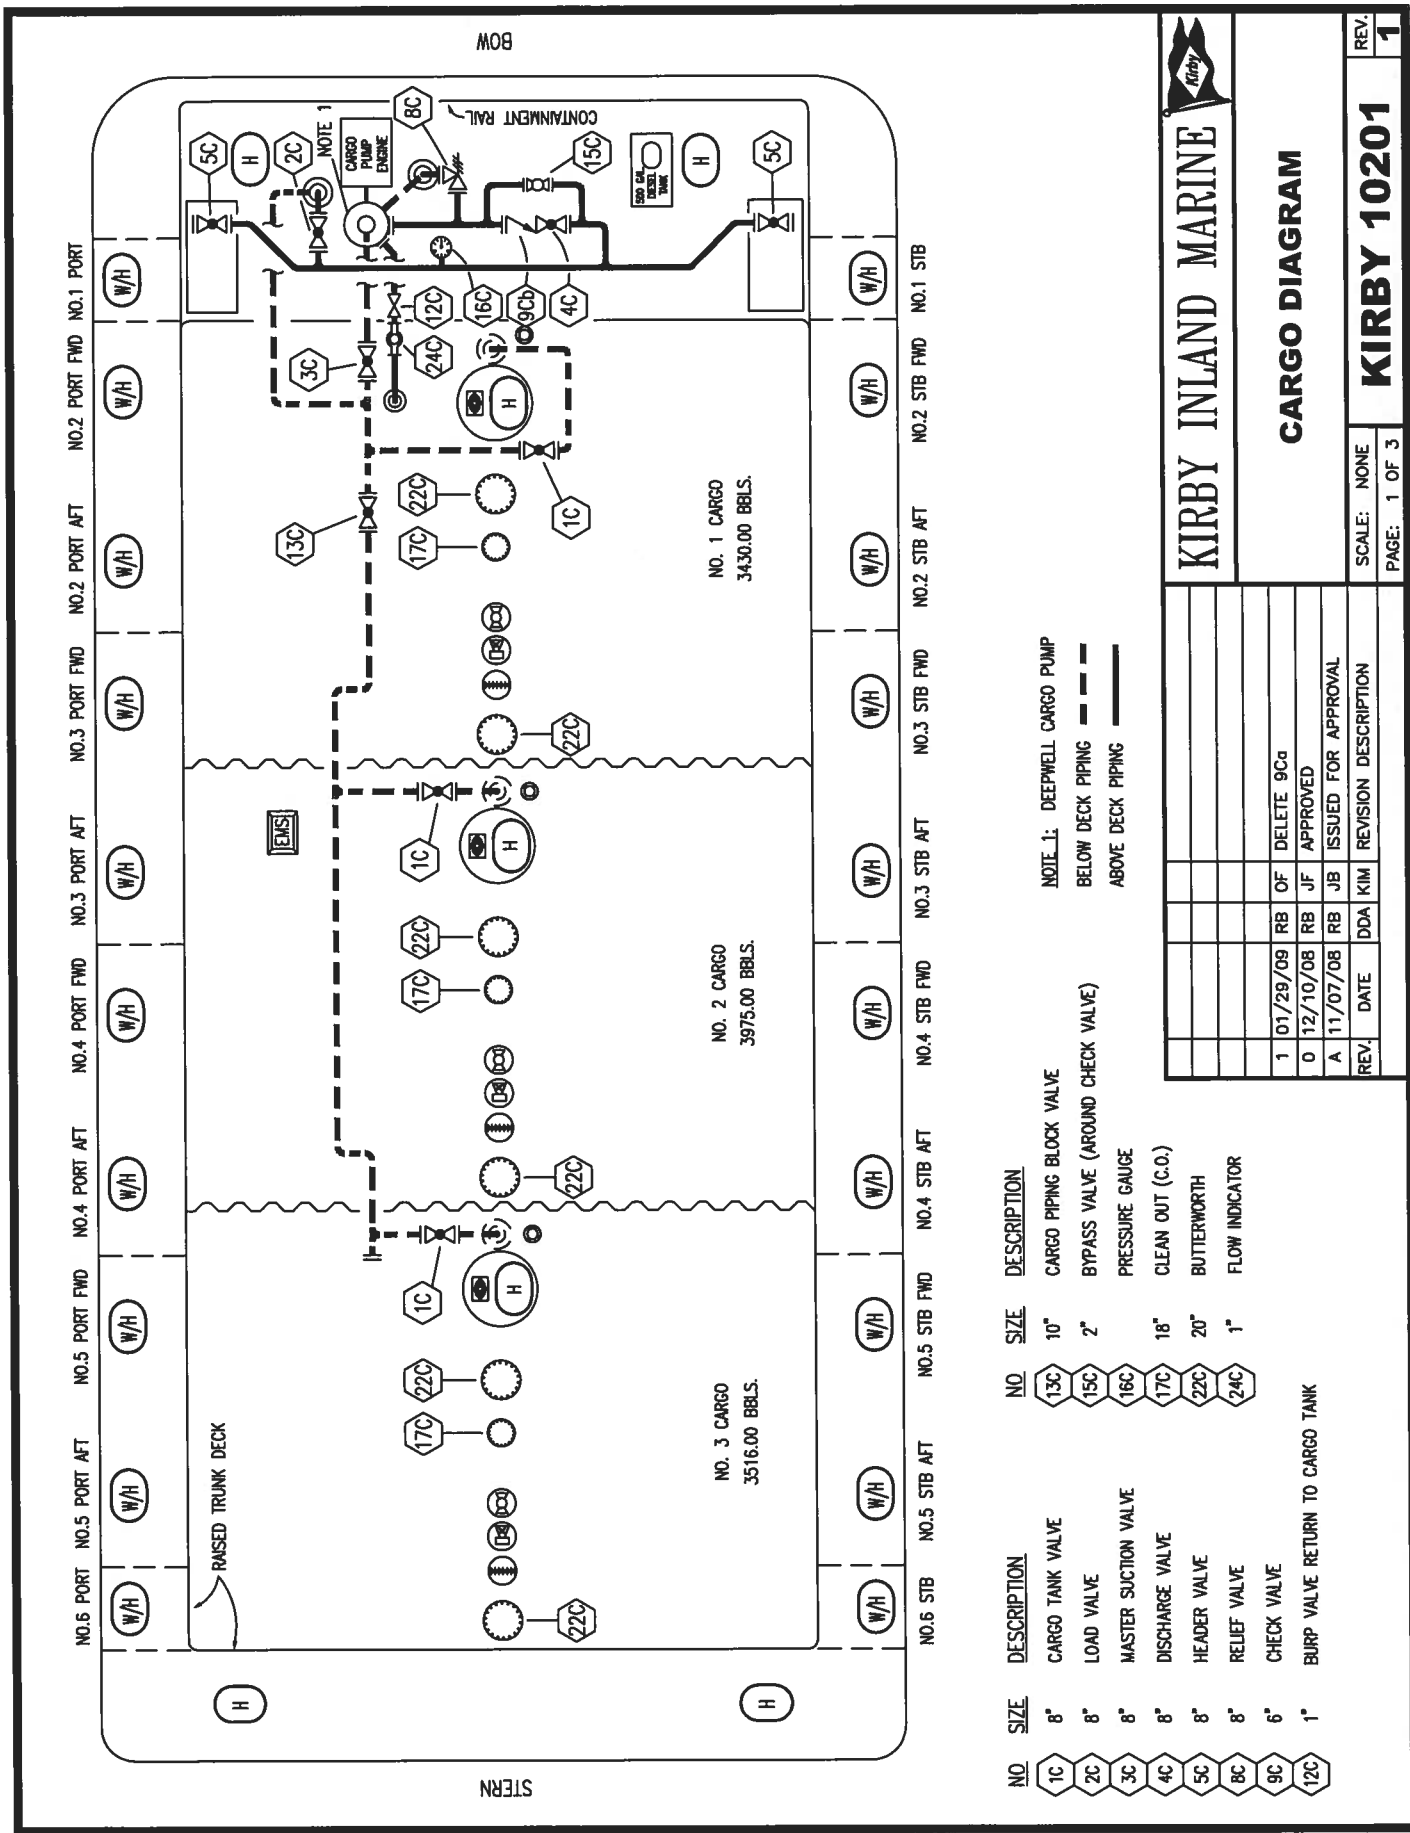 BOW
STERN
NO.6 PORT
NO.5 PORT AFT
NO.5 PORT FWD
NO.4 PORT AFT
NO.4 PORT FWD
NO.3 PORT AFT
NO.3 PORT FWD
NO.2 PORT AFT
NO.2 PORT FWD
NO.1 PORT
W/H
W/H
W/H
W/H
W/H
W/H
W/H
W/H
W/H
W/H
RAISED TRUNK DECK
H
H
EMS
13C
3C
5C
H
2C
NOTE 1
CARGO
PUMP
ENGINE
8C
CONTAINMENT RAIL
15C
500 GAL.
DIESEL
TANK
H
5C
12C
24C
16C
9Cb
4C
22C
17C
22C
1C
H
22C
17C
22C
1C
H
22C
17C
22C
1C
H
NO. 3 CARGO
3516.00 BBLS.
NO. 2 CARGO
3975.00 BBLS.
NO. 1 CARGO
3430.00 BBLS.
W/H
W/H
W/H
W/H
W/H
W/H
W/H
W/H
W/H
W/H
NO.6 STB
NO.5 STB AFT
NO.5 STB FWD
NO.4 STB AFT
NO.4 STB FWD
NO.3 STB AFT
NO.3 STB FWD
NO.2 STB AFT
NO.2 STB FWD
NO.1 STB
NO SIZE DESCRIPTION
1C 8" CARGO TANK VALVE
2C 8" LOAD VALVE
3C 8" MASTER SUCTION VALVE
4C 8" DISCHARGE VALVE
5C 8" HEADER VALVE
8C 8" RELIEF VALVE
9C 6" CHECK VALVE
12C 1" BURP VALVE RETURN TO CARGO TANK
NO SIZE DESCRIPTION
13C 10" CARGO PIPING BLOCK VALVE
15C 2" BYPASS VALVE (AROUND CHECK VALVE)
16C PRESSURE GAUGE
17C 18" CLEAN OUT (C.O.)
22C 20" BUTTERWORTH
24C 1" FLOW INDICATOR
NOTE 1: DEEPWELL CARGO PUMP
BELOW DECK PIPING
ABOVE DECK PIPING
1 01/29/09 RB OF DELETE 9Ca
0 12/10/08 RB JF APPROVED
A 11/07/08 RB JB ISSUED FOR APPROVAL
REV. DATE DDA KIM REVISION DESCRIPTION
KIRBY INLAND MARINE
Kirby
CARGO DIAGRAM
SCALE: NONE
PAGE: 1 OF 3
KIRBY 10201
REV.
1